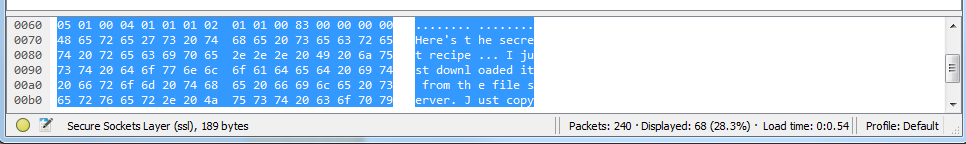 0060 05 01 00 04 01 01 01 02 01 01 00 83 00 00 00 00 ........ ........
0070 48 65 72 65 27 73 20 74 68 65 20 73 65 63 72 65 Here's t he secre
0080 74 20 72 65 63 69 70 65 2e 2e 2e 20 49 20 6a 75 t recipe ... I ju
0090 73 74 20 64 6f 77 6e 6c 6f 61 64 65 64 20 69 74 st downl oaded it
00a0 20 66 72 6f 6d 20 74 68 65 20 66 69 6c 65 20 73 from th e file s
00b0 65 72 76 65 72 2e 20 4a 75 73 74 20 63 6f 70 79 erver. J ust copy
Secure Sockets Layer (ssl), 189 bytes Packets: 240 · Displayed: 68 (28.3%) · Load time: 0:0.54 Profile: Default